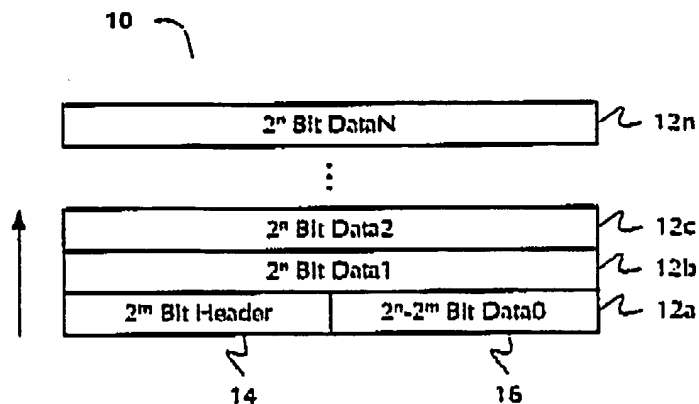 10
2ⁿ Bit DataN 12n
2ⁿ Bit Data2 12c
2ⁿ Bit Data1 12b
2ᵐ Bit Header 2ⁿ-2ᵐ Bit Data0 12a
14 16